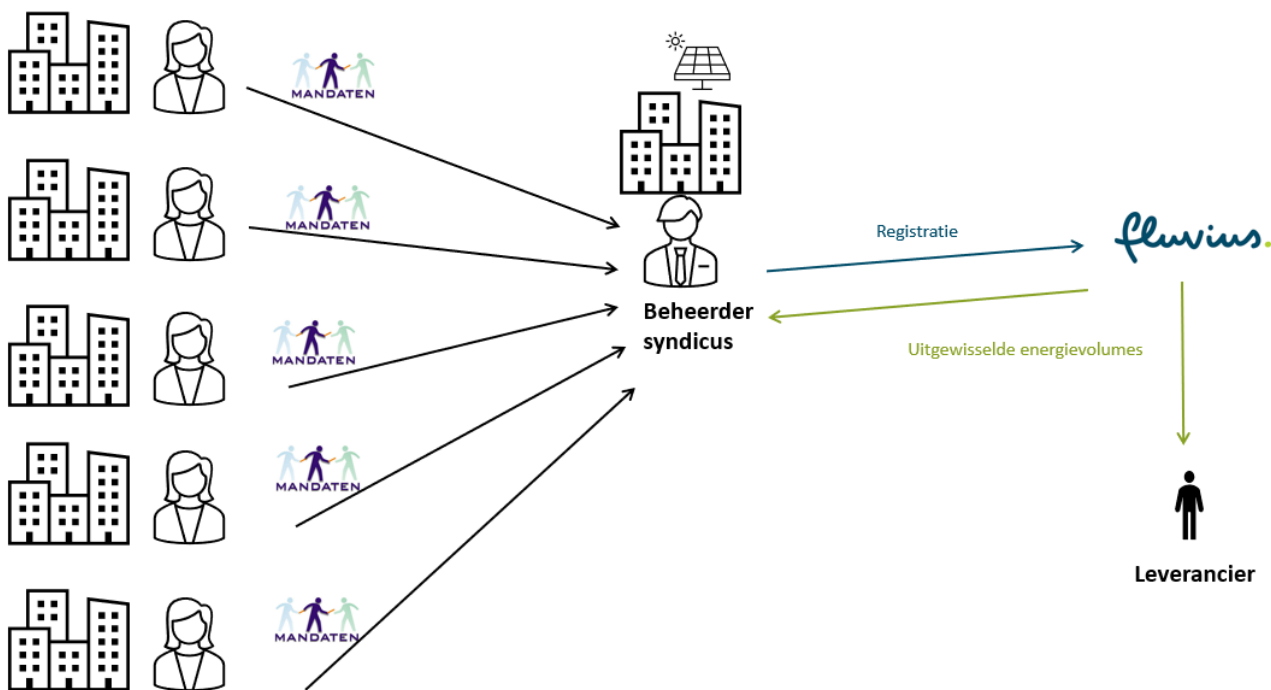 MANDATEN
MANDATEN
MANDATEN
MANDATEN
MANDATEN
Beheerder
syndicus
Registratie
fluvius.
Uitgewisselde energievolumes
Leverancier